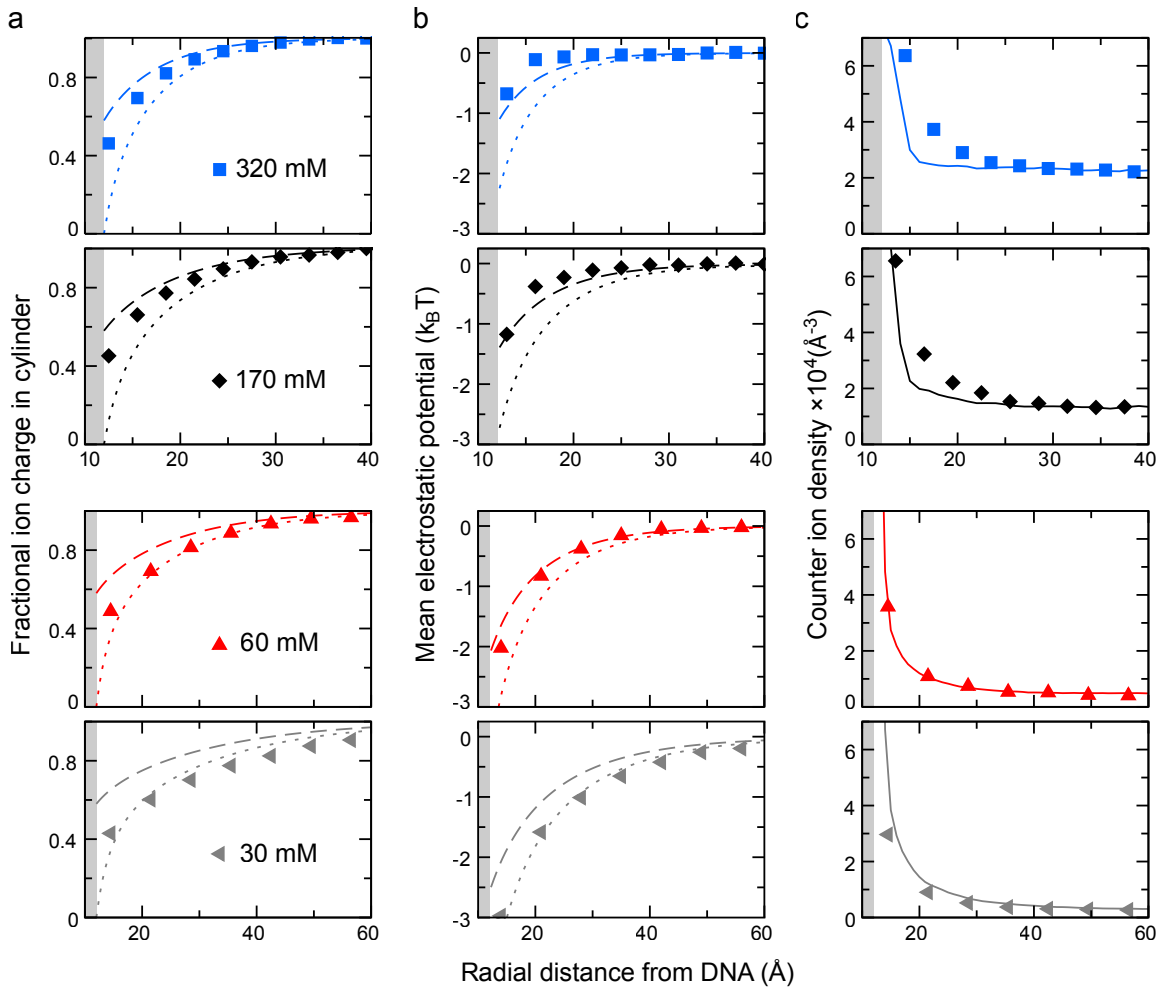 a
b
c
Fractional ion charge in cylinder
Mean electrostatic potential (kBT)
Counter ion density ×10⁴(Å⁻³)
0.8
0.4
0
320 mM
0
-1
-2
-3
6
4
2
0
0.8
0.4
0
170 mM
10 20 30 40
0
-1
-2
-3
10 20 30 40
6
4
2
0
10 20 30 40
0.8
0.4
0
60 mM
0
-1
-2
-3
6
4
2
0
0.8
0.4
0
30 mM
20 40 60
0
-1
-2
-3
20 40 60
6
4
2
0
20 40 60
Radial distance from DNA (Å)